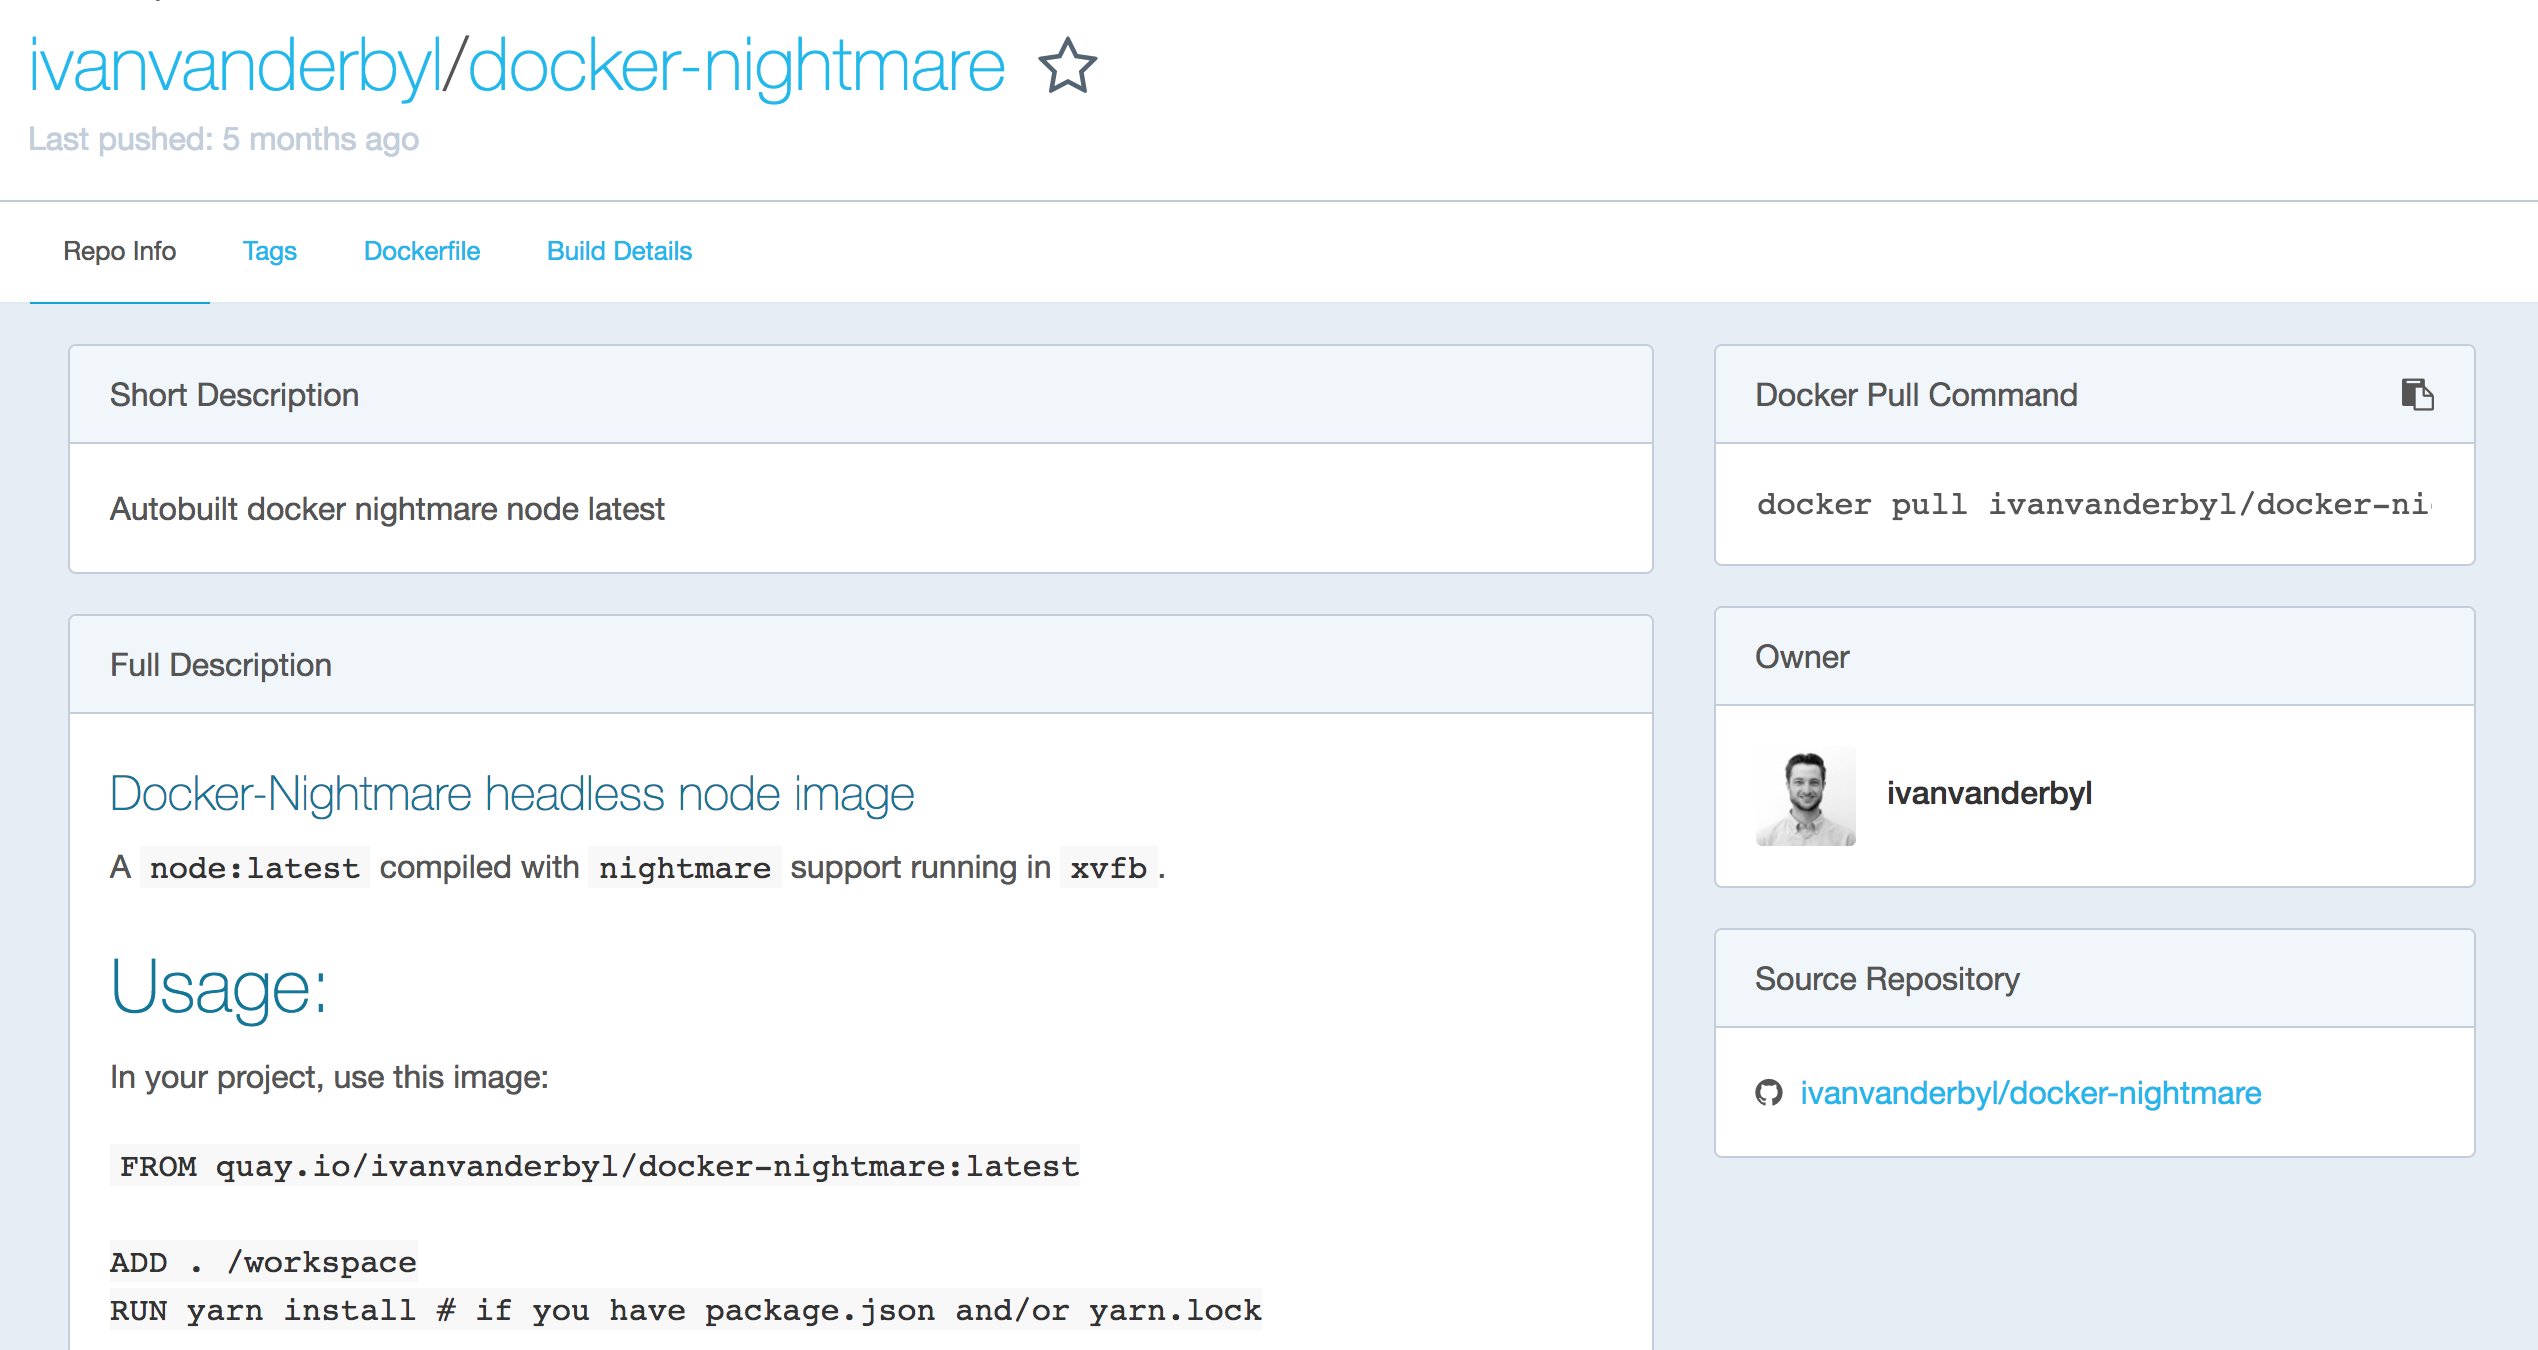 ivanvanderbyl/docker-nightmare
Last pushed: 5 months ago
Repo Info Tags Dockerfile Build Details
Short Description
Autobuilt docker nightmare node latest
Full Description
Docker-Nightmare headless node image
A node:latest compiled with nightmare support running in xvfb.
Usage:
In your project, use this image:
FROM quay.io/ivanvanderbyl/docker-nightmare:latest
ADD . /workspace
RUN yarn install # if you have package.json and/or yarn.lock
Docker Pull Command
docker pull ivanvanderbyl/docker-ni
Owner
ivanvanderbyl
Source Repository
ivanvanderbyl/docker-nightmare